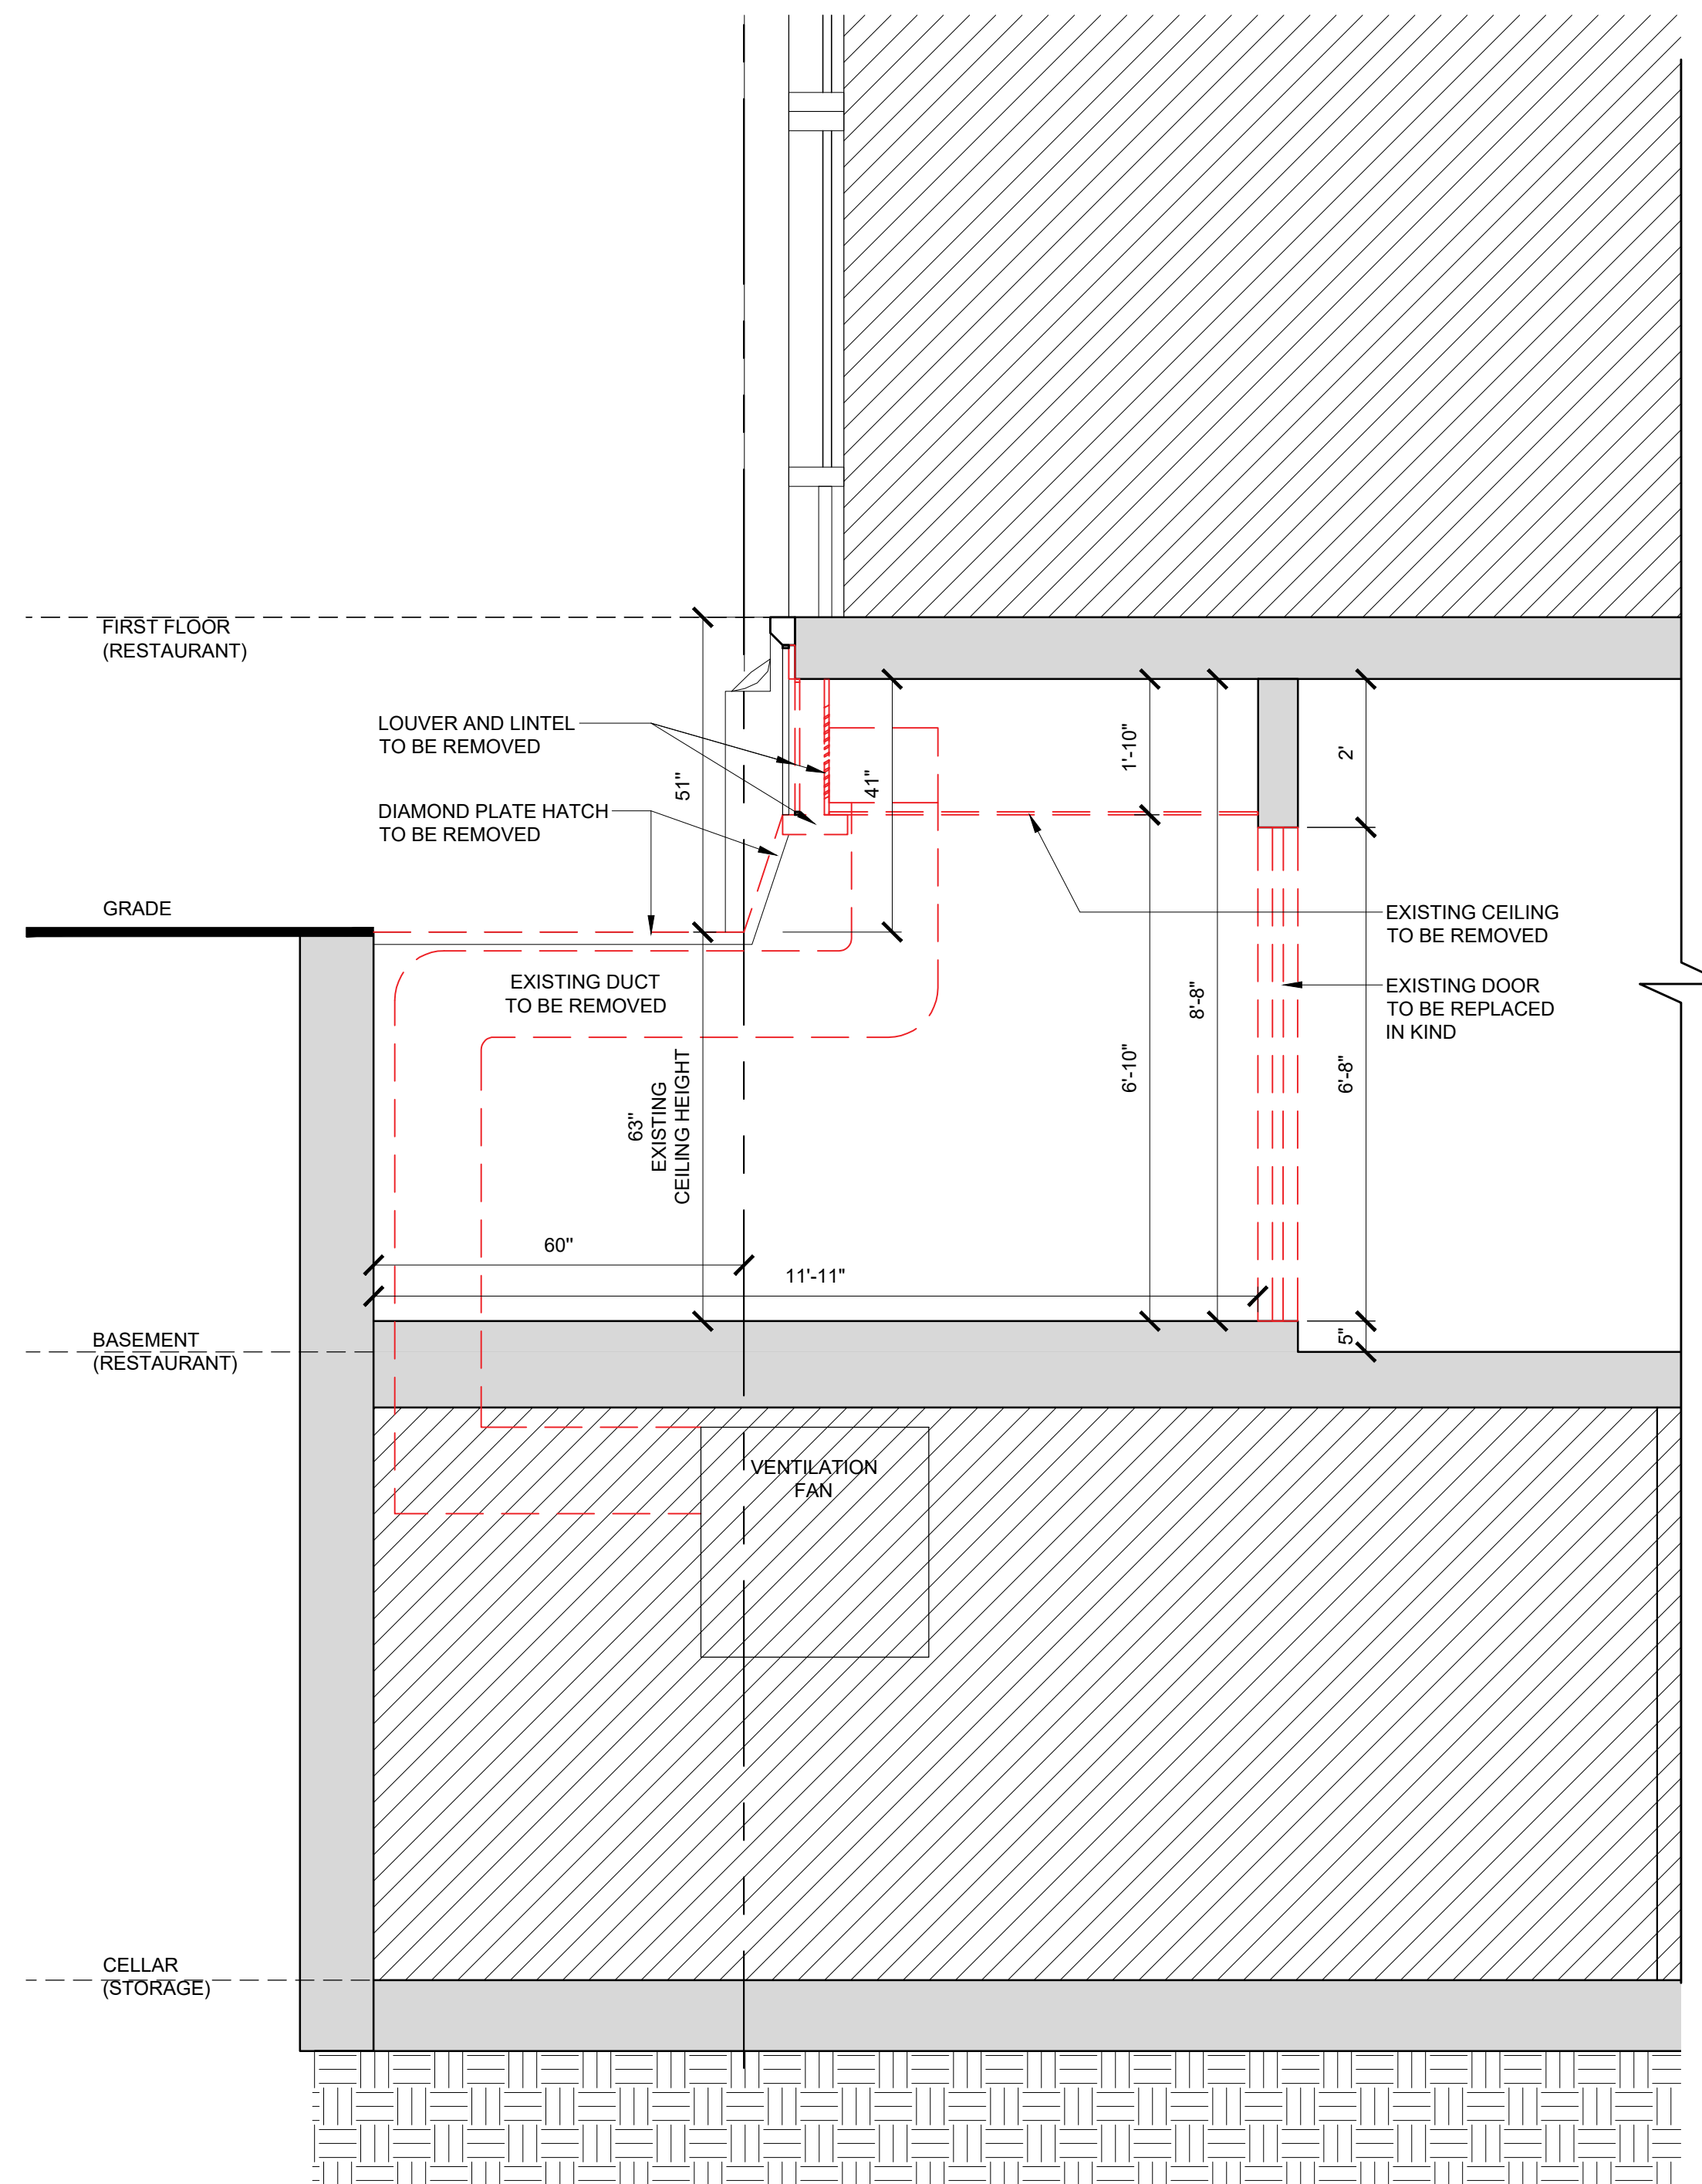 FIRST FLOOR
(RESTAURANT)
LOUVER AND LINTEL
TO BE REMOVED
51"
41"
1'-10"
2'
DIAMOND PLATE HATCH
TO BE REMOVED
GRADE
EXISTING CEILING
TO BE REMOVED
EXISTING DUCT
TO BE REMOVED
EXISTING DOOR
TO BE REPLACED
IN KIND
8'-8"
63"
EXISTING
CEILING HEIGHT
6'-10"
6'-8"
60"
11'-11"
BASEMENT
(RESTAURANT)
5"
VENTILATION
FAN
CELLAR
(STORAGE)